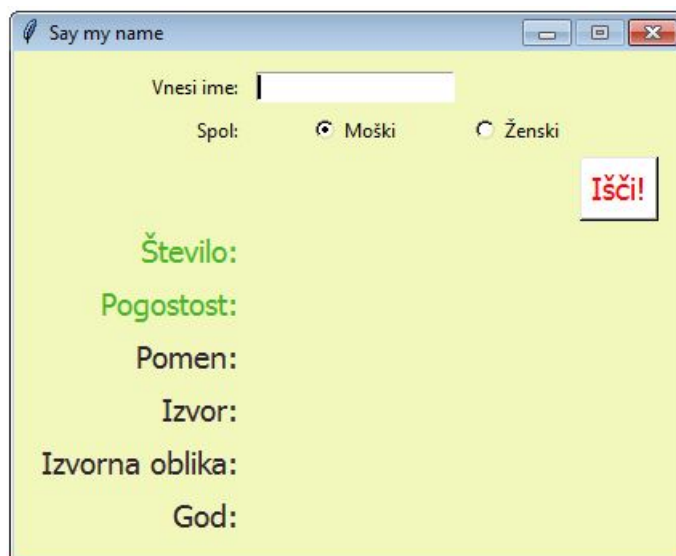 Say my name
Vnesi ime:
Spol: Moški Ženski
Išči!
Število:
Pogostost:
Pomen:
Izvor:
Izvorna oblika:
God: